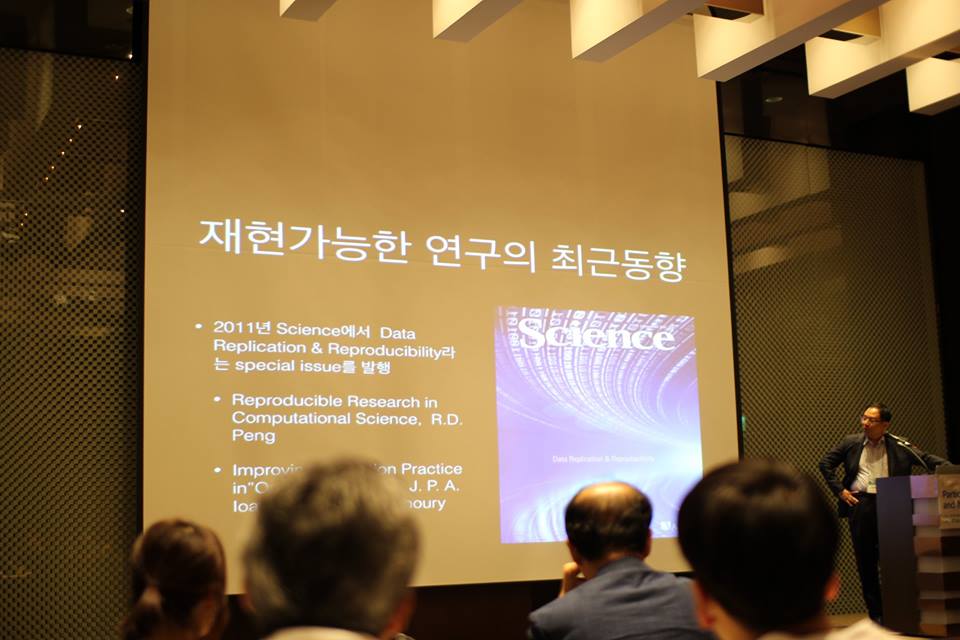 재현가능한 연구의 최근동향
• 2011년 Science에서 Data
Replication & Reproducibility라
는 special issue를 발행
• Reproducible Research in
Computational Science, R.D.
Peng
• Practice
J. P. A.
Science
Data Replication & Reproducibility